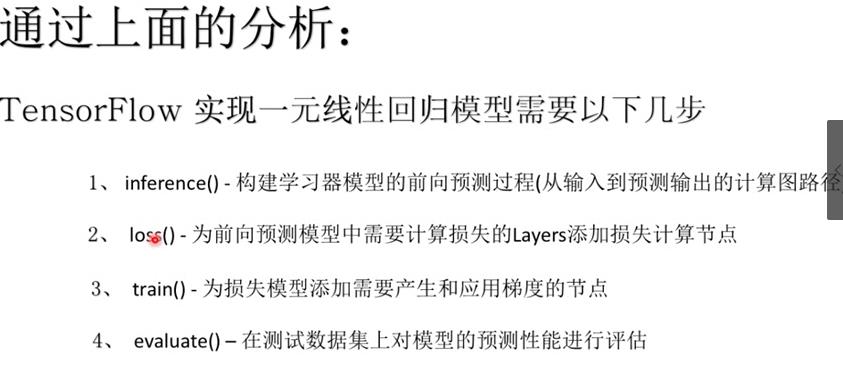 通过上面的分析：
TensorFlow 实现一元线性回归模型需要以下几步
1、 inference() - 构建学习器模型的前向预测过程(从输入到预测输出的计算图路径
2、 loss() - 为前向预测模型中需要计算损失的Layers添加损失计算节点
3、 train() - 为损失模型添加需要产生和应用梯度的节点
4、 evaluate() – 在测试数据集上对模型的预测性能进行评估